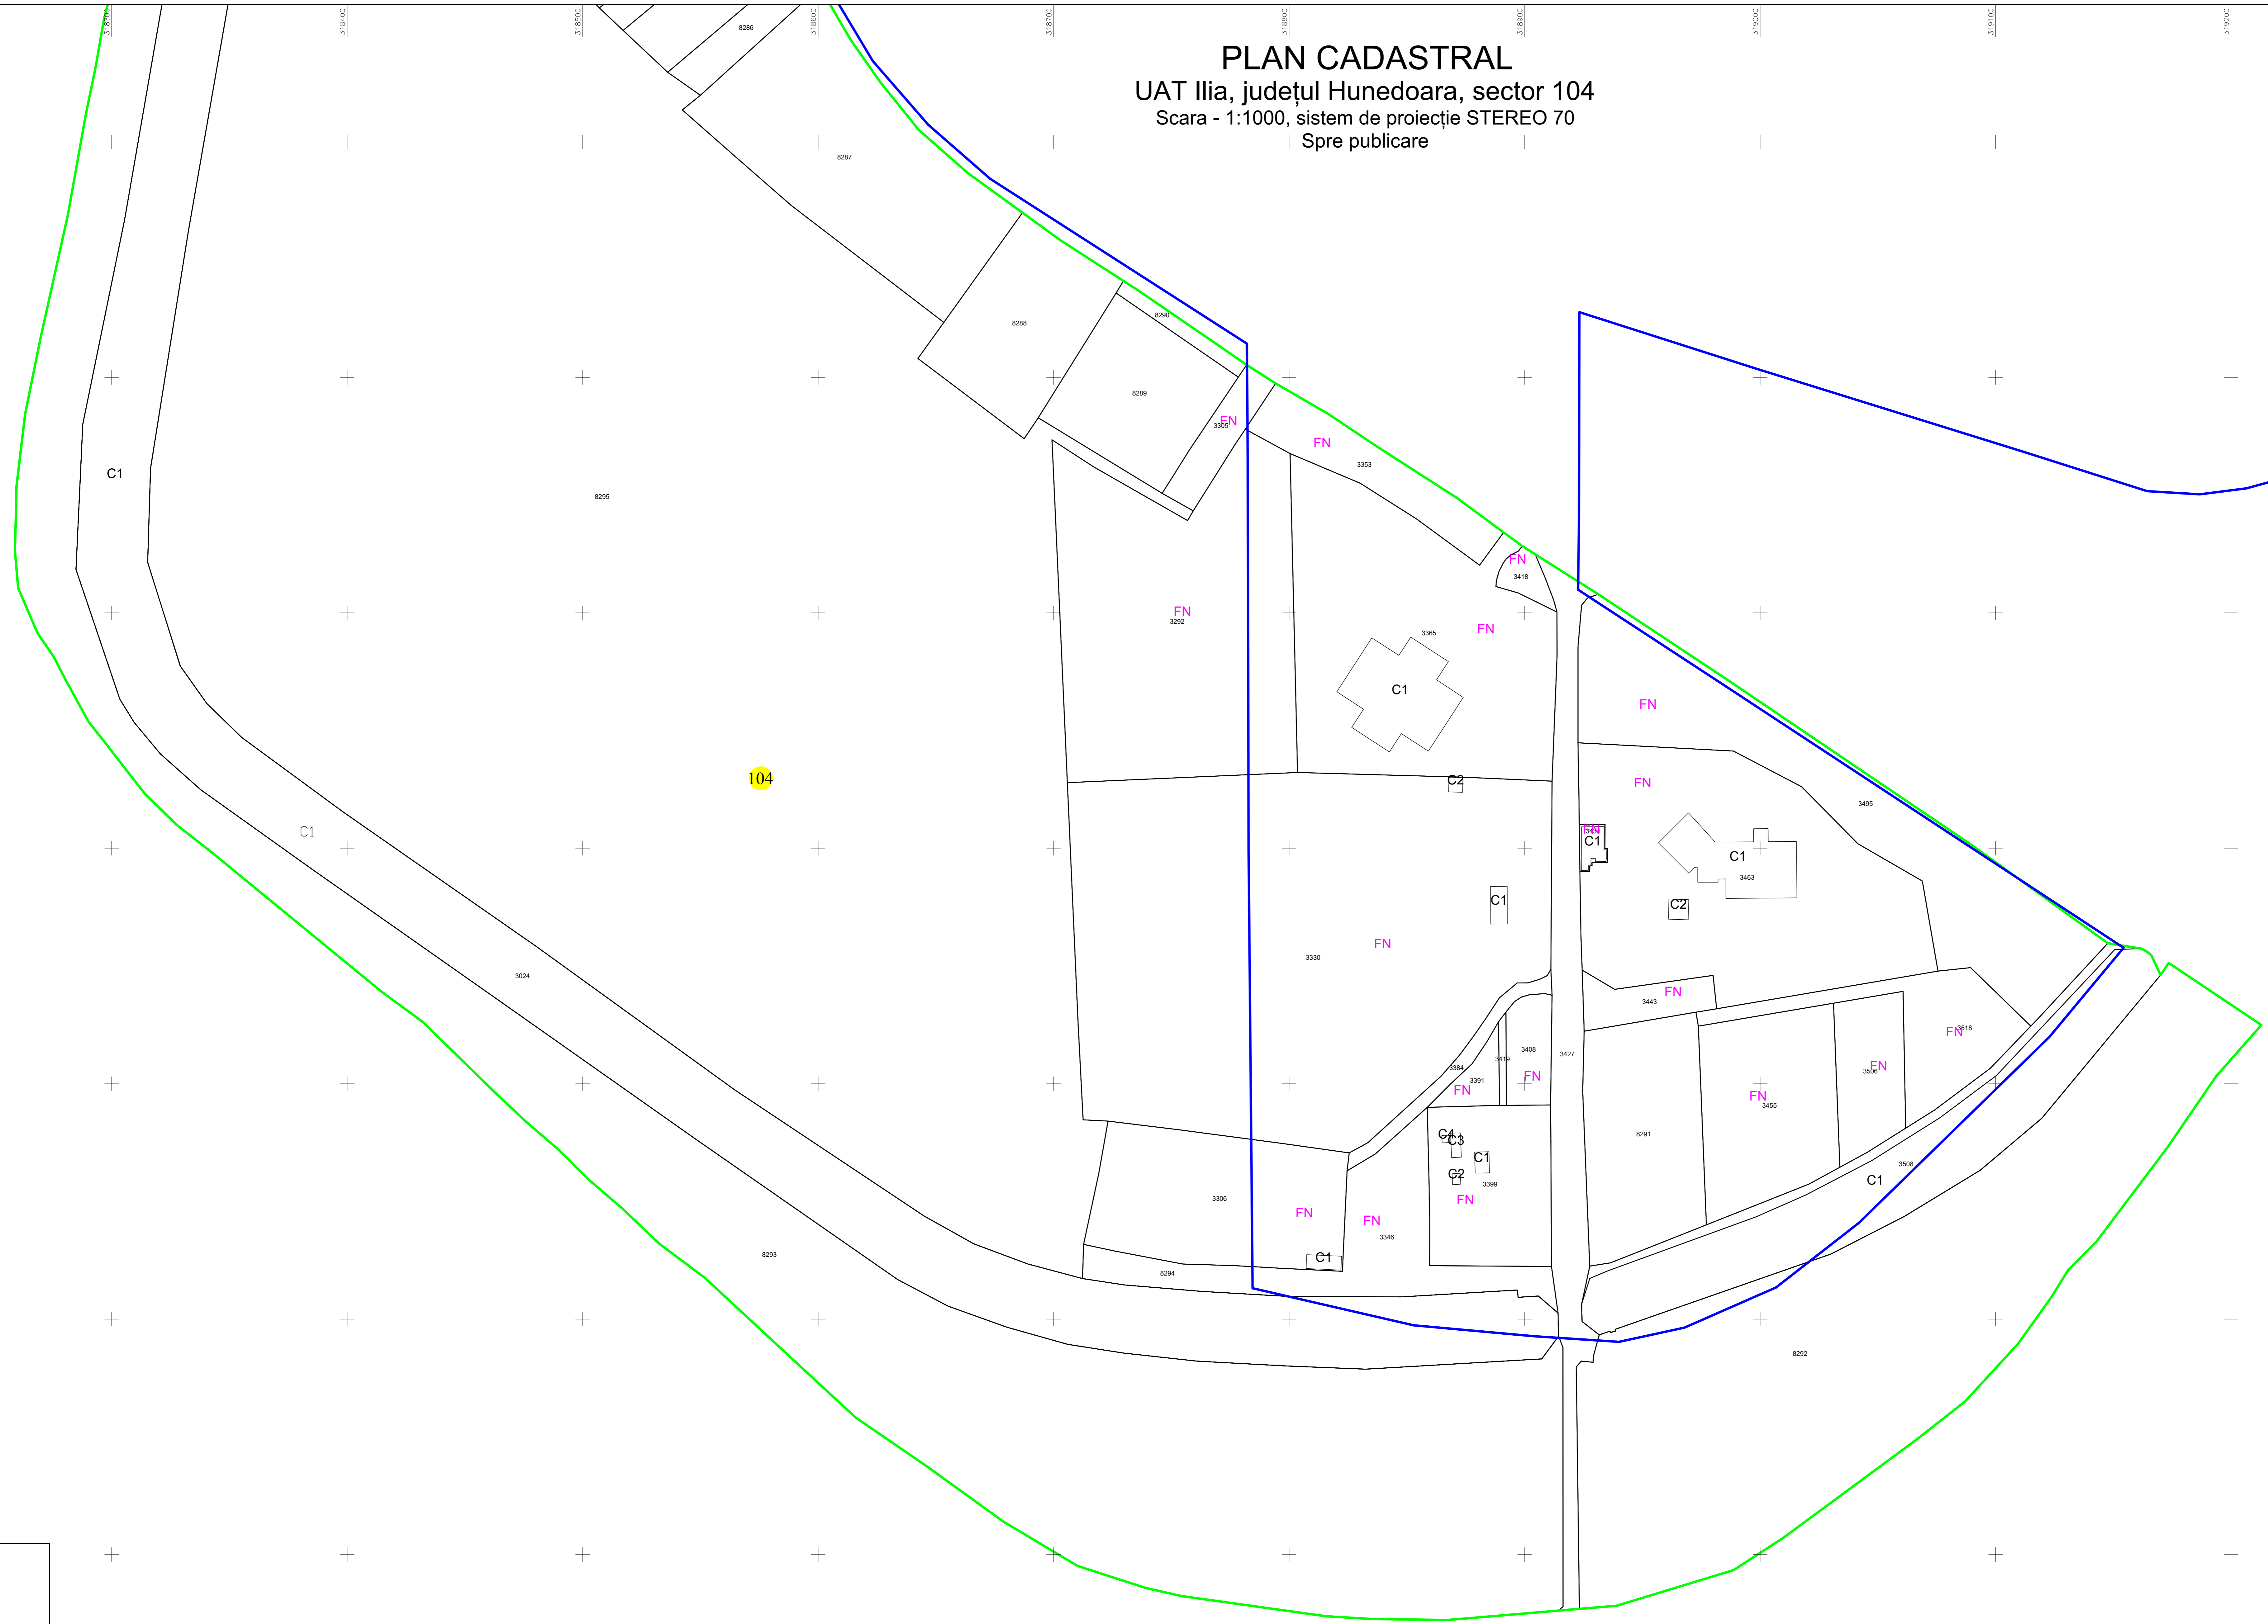 318300
318400
318500
318600
318700
318800
318900
319000
319100
319200
PLAN CADASTRAL
UAT Ilia, județul Hunedoara, sector 104
Scara - 1:1000, sistem de proiecție STEREO 70
Spre publicare
8286
8287
8290
8288
8289
3305
FN
FN
3353
C1
8295
FN
3418
FN
3292
3365
FN
C1
FN
104
C2
FN
3495
C1
FN
C1
C1
3463
C1
C2
FN
3330
3024
FN
3443
FN
3518
3408
3419
3427
3384
3391
FN
FN
FN
3506
FN
3455
C4
C3
C1
C2
3399
FN
8291
3508
C1
3306
FN
FN
3346
8293
C1
8294
8292